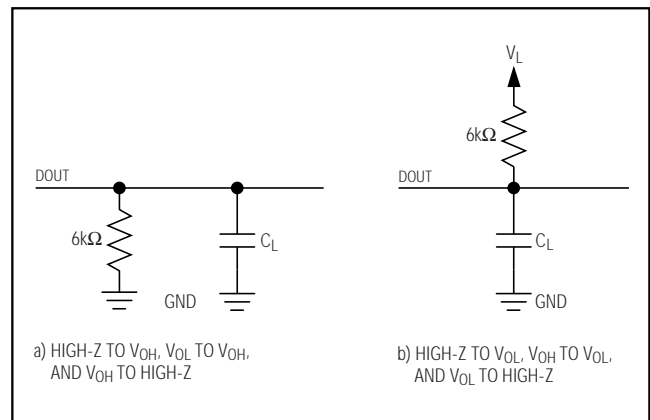 DOUT
6kΩ
C_L
GND
a) HIGH-Z TO V_OH, V_OL TO V_OH,
AND V_OH TO HIGH-Z
V_L
6kΩ
DOUT
C_L
GND
b) HIGH-Z TO V_OL, V_OH TO V_OL,
AND V_OL TO HIGH-Z